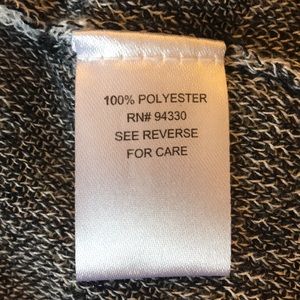 100% POLYESTER
RN# 94330
SEE REVERSE
FOR CARE